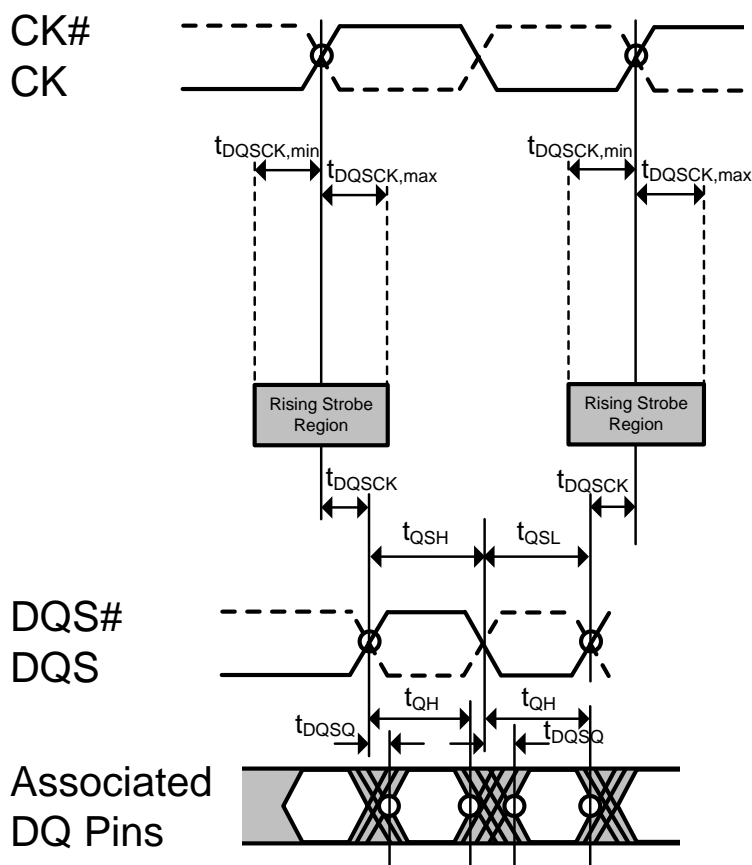 CK#
CK
tDQSCK,min
tDQSCK,max
tDQSCK,min
tDQSCK,max
Rising Strobe
Region
Rising Strobe
Region
tDQSCK
tDQSCK
tQSH
tQSL
DQS#
DQS
tQH
tQH
tDQSQ
tDQSQ
Associated
DQ Pins